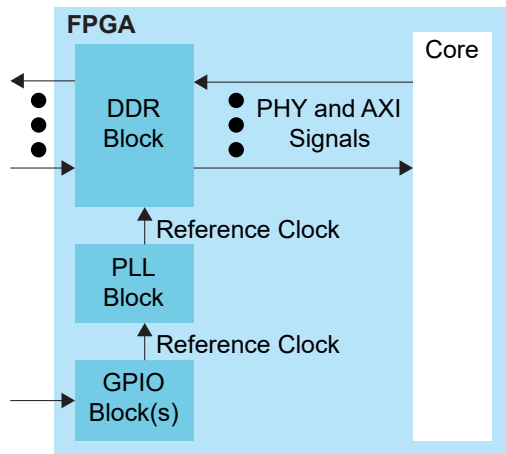 FPGA
Core
DDR
Block
PHY and AXI
Signals
Reference Clock
PLL
Block
Reference Clock
GPIO
Block(s)